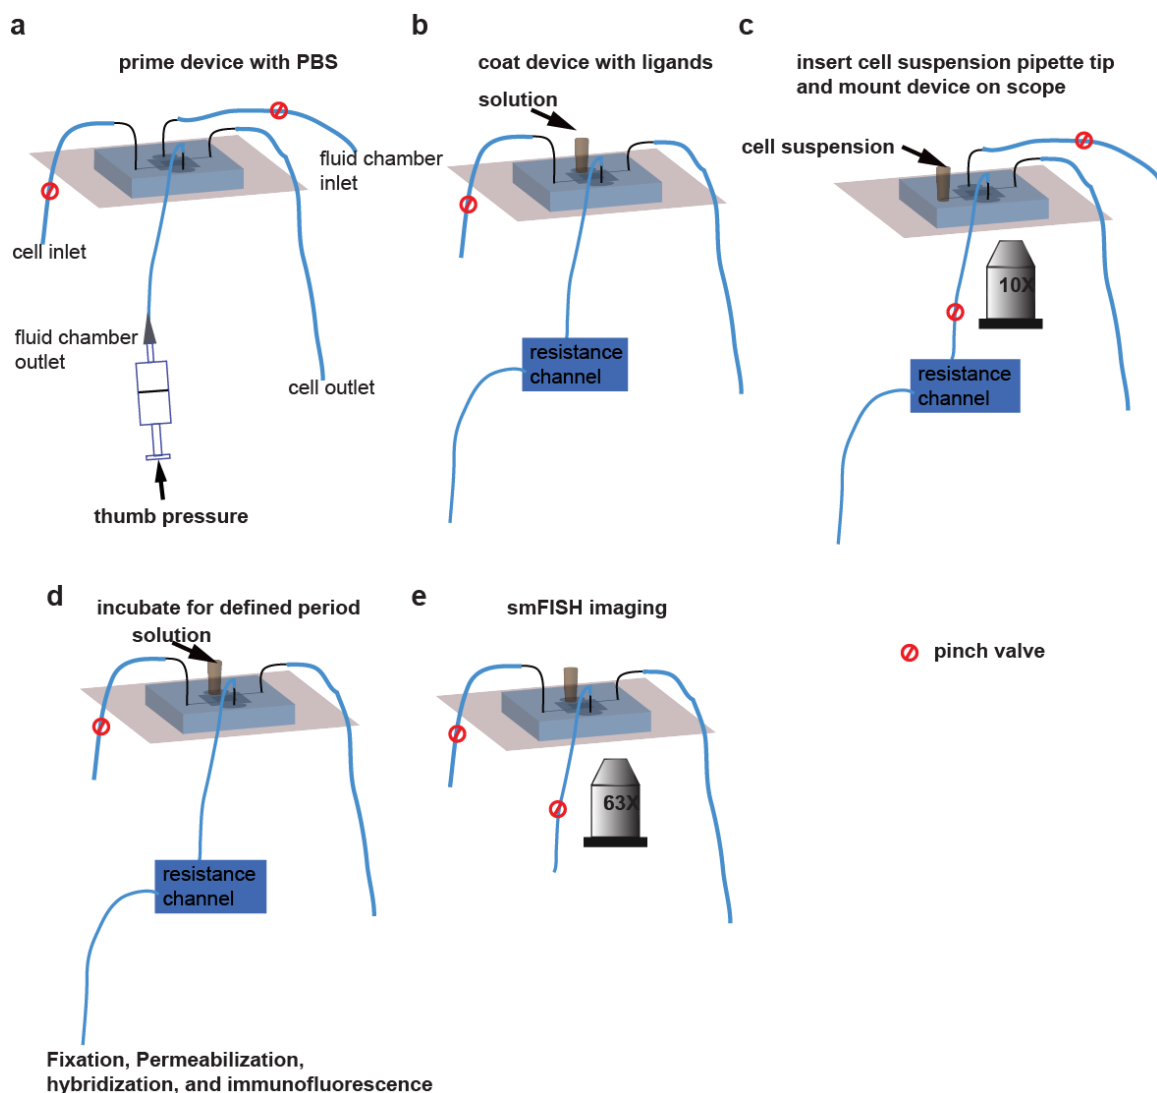 a
prime device with PBS
fluid chamber
inlet
cell inlet
fluid chamber
outlet
cell outlet
thumb pressure
b
coat device with ligands
solution
resistance
channel
c
insert cell suspension pipette tip
and mount device on scope
cell suspension
10X
resistance
channel
d
incubate for defined period
solution
resistance
channel
Fixation, Permeabilization,
hybridization, and immunofluorescence
e
smFISH imaging
63X
pinch valve